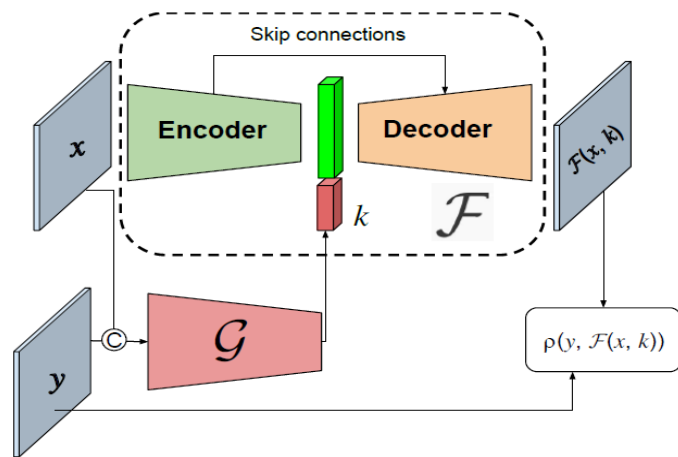 Skip connections
x
Encoder
Decoder
F(x, k)
k
ℱ
C
𝒢
y
ρ(y, ℱ(x, k))